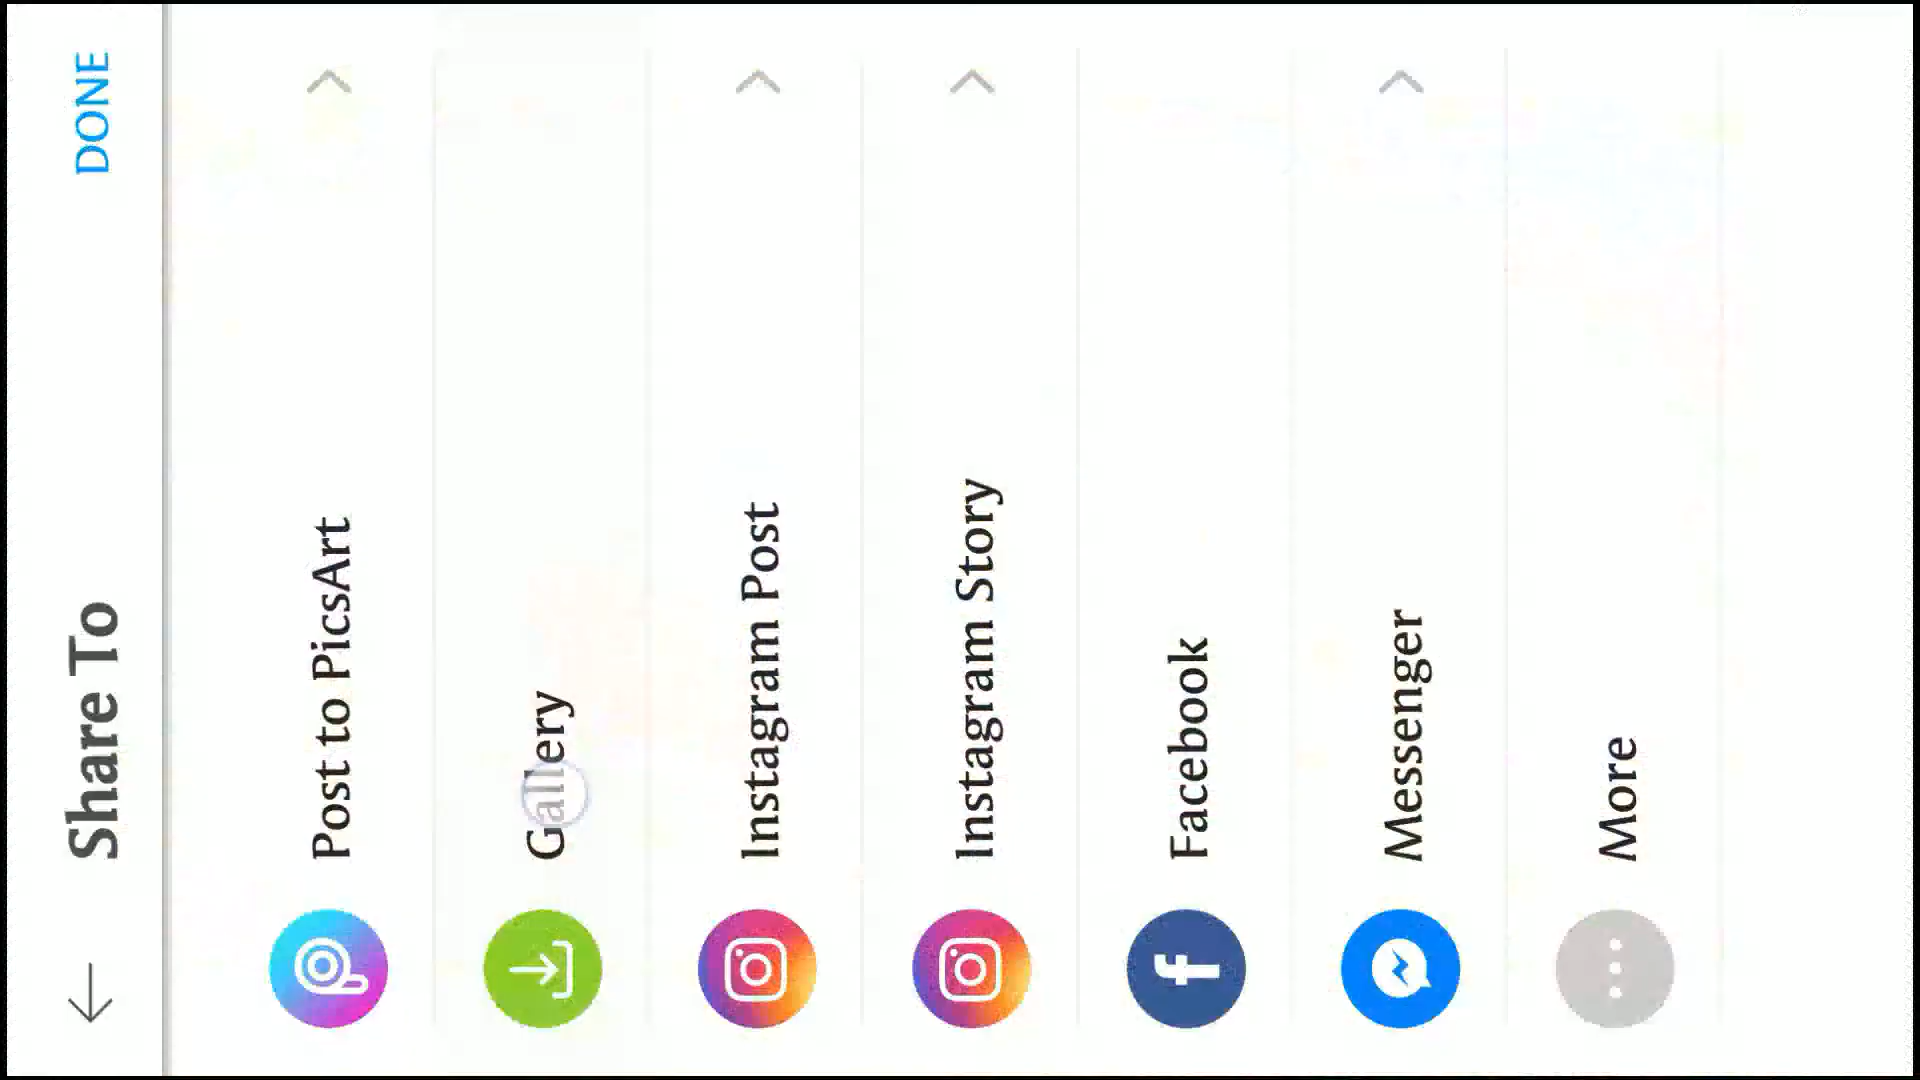 Share To
DONE
Post to PicsArt
Gallery
Instagram Post
Instagram Story
Facebook
Messenger
More